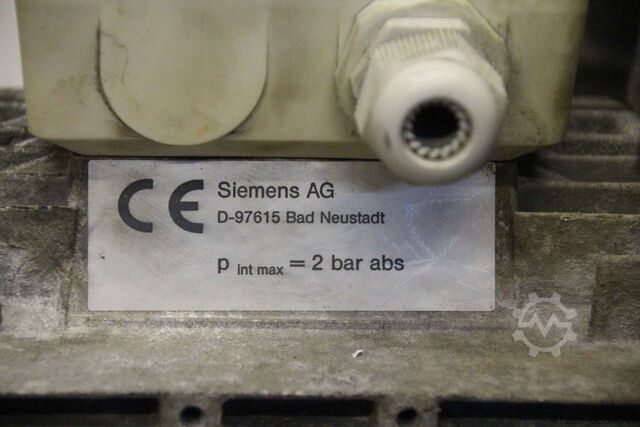 CE
Siemens AG
D-97615 Bad Neustadt
p int max = 2 bar abs